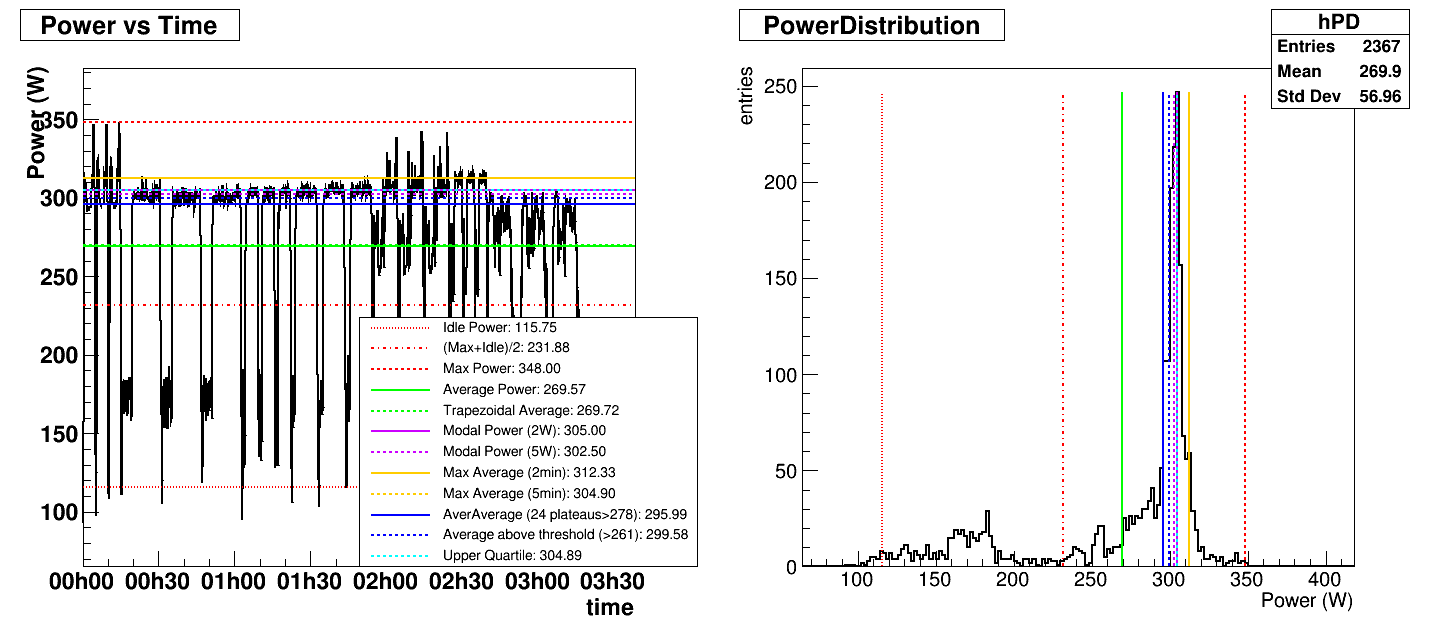 Power vs Time
Power (W)
350
300
250
200
150
100
00h00 00h30 01h00 01h30 02h00 02h30 03h00 03h30
time
Idle Power: 115.75
(Max+Idle)/2: 231.88
Max Power: 348.00
Average Power: 269.57
Trapezoidal Average: 269.72
Modal Power (2W): 305.00
Modal Power (5W): 302.50
Max Average (2min): 312.33
Max Average (5min): 304.90
AverAverage (24 plateaus>278): 295.99
Average above threshold (>261): 299.58
Upper Quartile: 304.89
PowerDistribution
hPD
Entries 2367
Mean 269.9
Std Dev 56.96
entries
250
200
150
100
50
0
100 150 200 250 300 350 400
Power (W)